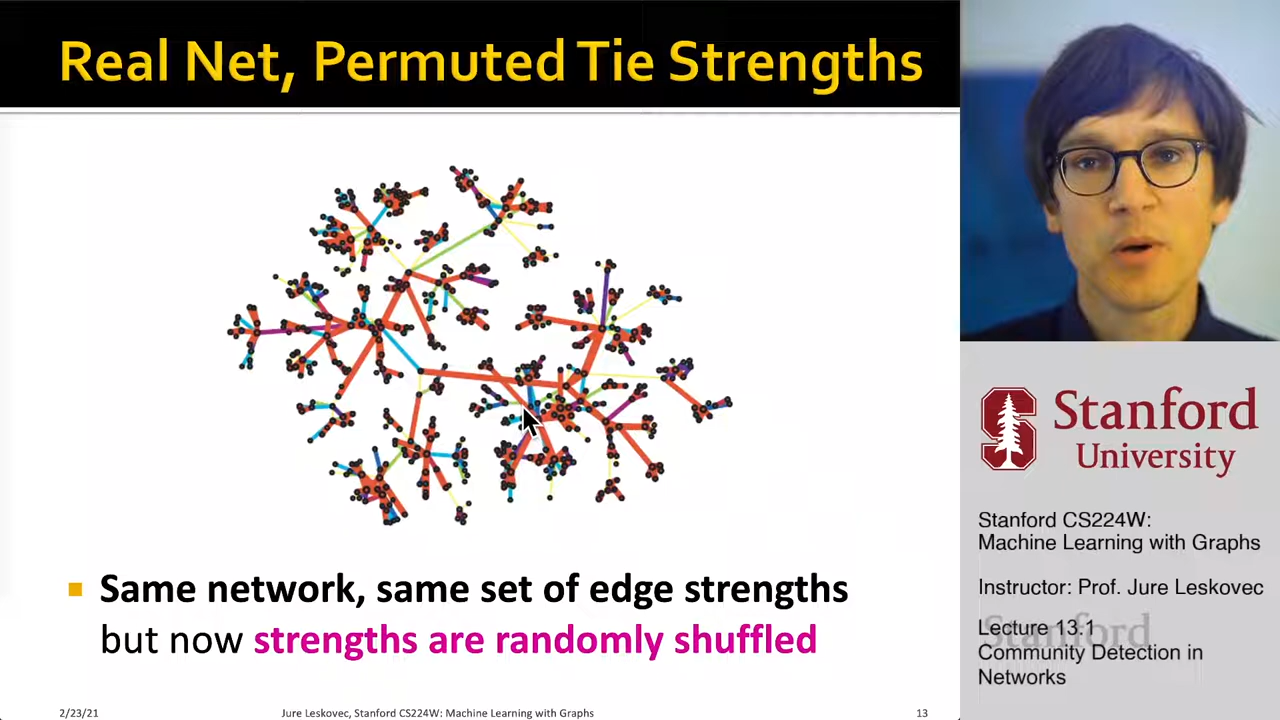 Real Net, Permuted Tie Strengths
Same network, same set of edge strengths
but now strengths are randomly shuffled
2/23/21
Jure Leskovec, Stanford CS224W: Machine Learning with Graphs
13
Stanford
University
Stanford CS224W:
Machine Learning with Graphs
Instructor: Prof. Jure Leskovec
Stanford
Lecture 13.1
Community Detection in
Networks